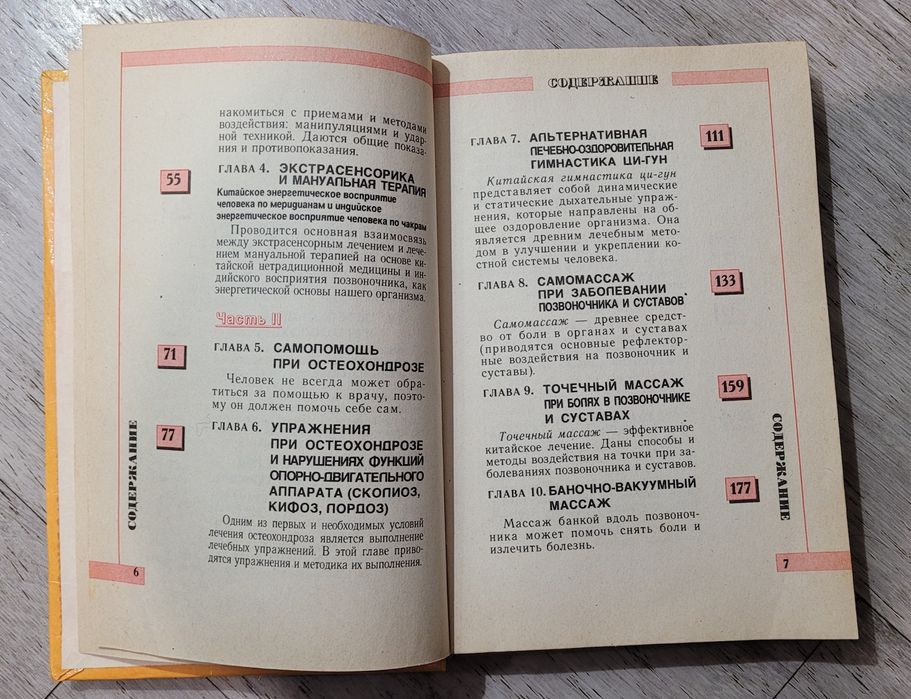 накомиться с приемами и методами
воздействия: манипуляциями и удар-
ной техникой. Даются общие показа-
ния и противопоказания.
55
ГЛАВА 4. ЭКСТРАСЕНСОРИКА
И МАНУАЛЬНАЯ ТЕРАПИЯ
Китайское энергетическое восприятие
человека по меридианам и индийское
энергетическое восприятие человека по чакрам
Проводится основная взаимосвязь
между экстрасенсорным лечением и лече-
нием мануальной терапией на основе ки-
тайской нетрадиционной медицины и ин-
дийского восприятия позвоночника, как
энергетической основы нашего организма.
Часть II
71
ГЛАВА 5. САМОПОМОЩЬ
ПРИ ОСТЕОХОНДРОЗЕ
Человек не всегда может обра-
титься за помощью к врачу, поэто-
му он должен помочь себе сам.
77
ГЛАВА 6. УПРАЖНЕНИЯ
ПРИ ОСТЕОХОНДРОЗЕ
И НАРУШЕНИЯХ ФУНКЦИЙ
ОПОРНО-ДВИГАТЕЛЬНОГО
АППАРАТА (СКОЛИОЗ,
КИФОЗ, ЛОРДОЗ)
Одним из первых и необходимых условий
лечения остеохондроза является выполнение
лечебных упражнений. В этой главе приво-
дятся упражнения и методика их выполнения.
СОДЕРЖАНИЕ
6
СОДЕРЖАНИЕ
ГЛАВА 7. АЛЬТЕРНАТИВНАЯ
ЛЕЧЕБНО-ОЗДОРОВИТЕЛЬНАЯ
ГИМНАСТИКА ЦИ-ГУН
111
Китайская гимнастика ци-гун
представляет собой динамические
и статические дыхательные упраж-
нения, которые направлены на об-
щее оздоровление организма. Она
является древним лечебным мето-
дом в улучшении и укреплении ко-
стной системы человека.
ГЛАВА 8. САМОМАССАЖ
ПРИ ЗАБОЛЕВАНИИ
ПОЗВОНОЧНИКА И СУСТАВОВ
133
Самомассаж — древнее средст-
во от боли в органах и суставах
(приводятся основные рефлектор-
ные воздействия на позвоночник и
суставы).
ГЛАВА 9. ТОЧЕЧНЫЙ МАССАЖ
ПРИ БОЛЯХ В ПОЗВОНОЧНИКЕ
И СУСТАВАХ
159
Точечный массаж — эффективное
китайское лечение. Даны способы и
методы воздействия на точки при за-
болеваниях позвоночника и суставов.
ГЛАВА 10. БАНОЧНО-ВАКУУМНЫЙ
МАССАЖ
177
Массаж банкой вдоль позвоноч-
ника может помочь снять боли и
излечить болезнь.
СОДЕРЖАНИЕ
7